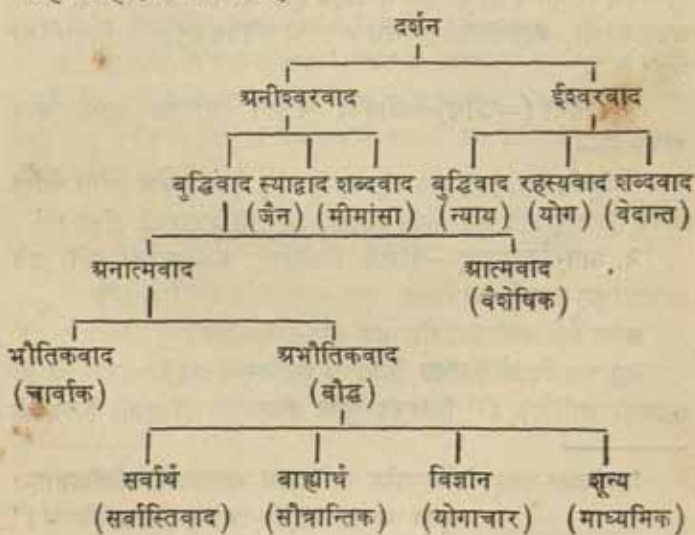 दर्शन
अनीश्वरवाद ईश्वरवाद
बुद्धिवाद स्याद्वाद शब्दवाद बुद्धिवाद रहस्यवाद शब्दवाद
(जैन) (मीमांसा) (न्याय) (योग) (वेदान्त)
अनात्मवाद आत्मवाद
(वैशेषिक)
भौतिकवाद अभौतिकवाद
(चार्वाक) (बौद्ध)
सर्वार्थ बाह्यार्थ विज्ञान शून्य
(सर्वास्तिवाद) (सौत्रान्तिक) (योगाचार) (माध्यमिक)